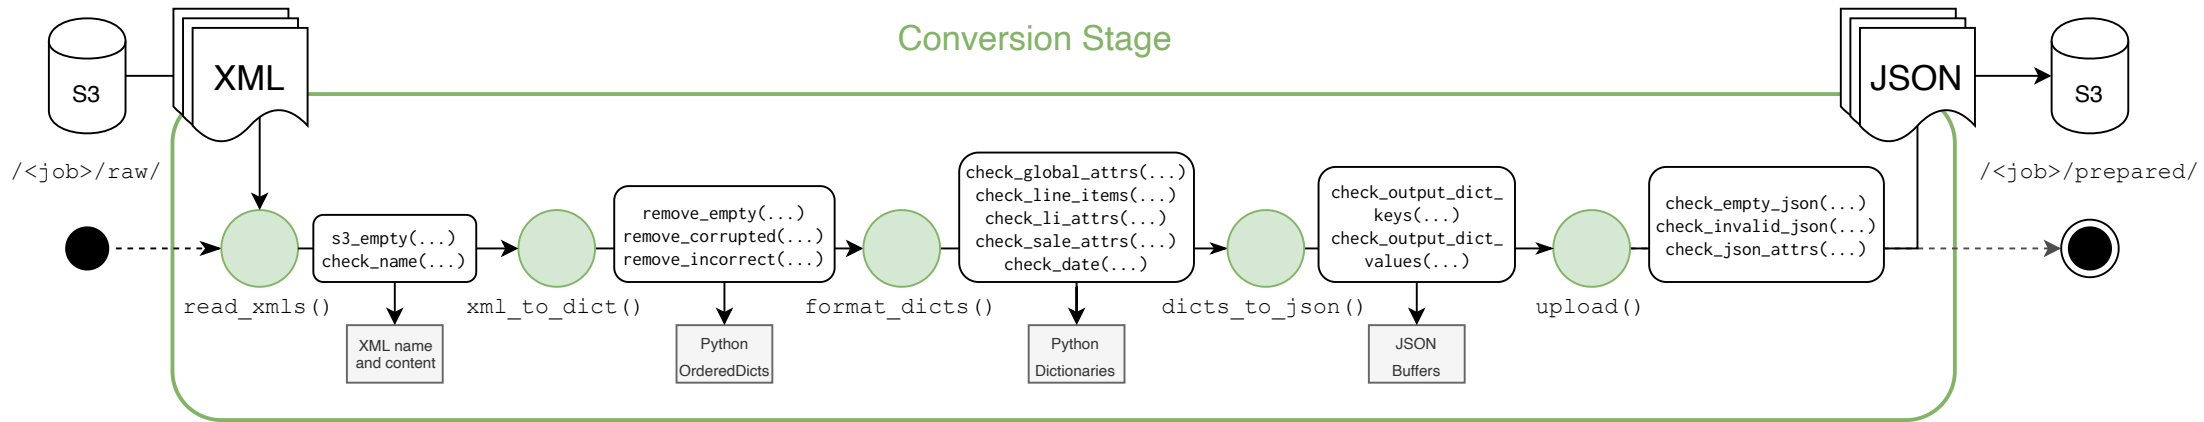 Conversion Stage
S3
XML
JSON
S3
/<job>/raw/
/<job>/prepared/
s3_empty(...)
check_name(...)
remove_empty(...)
remove_corrupted(...)
remove_incorrect(...)
check_global_attrs(...)
check_line_items(...)
check_li_attrs(...)
check_sale_attrs(...)
check_date(...)
check_output_dict_
keys(...)
check_output_dict_
values(...)
check_empty_json(...)
check_invalid_json(...)
check_json_attrs(...)
read_xmls()
xml_to_dict()
format_dicts()
dicts_to_json()
upload()
XML name
and content
Python
OrderedDicts
Python
Dictionaries
JSON
Buffers